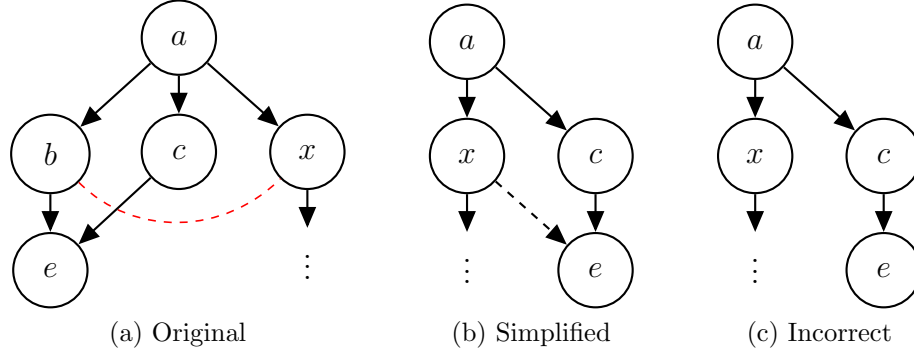 a
b
c
x
e
⋮
(a) Original
a
x
c
e
⋮
(b) Simplified
a
x
c
e
⋮
(c) Incorrect